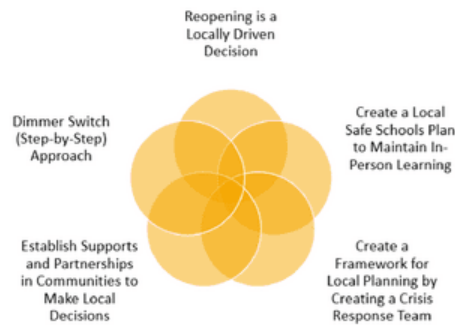 Reopening is a
Locally Driven
Decision
Dimmer Switch
(Step-by-Step)
Approach
Create a Local
Safe Schools Plan
to Maintain In-
Person Learning
Establish Supports
and Partnerships
in Communities to
Make Local
Decisions
Create a
Framework for
Local Planning by
Creating a Crisis
Response Team